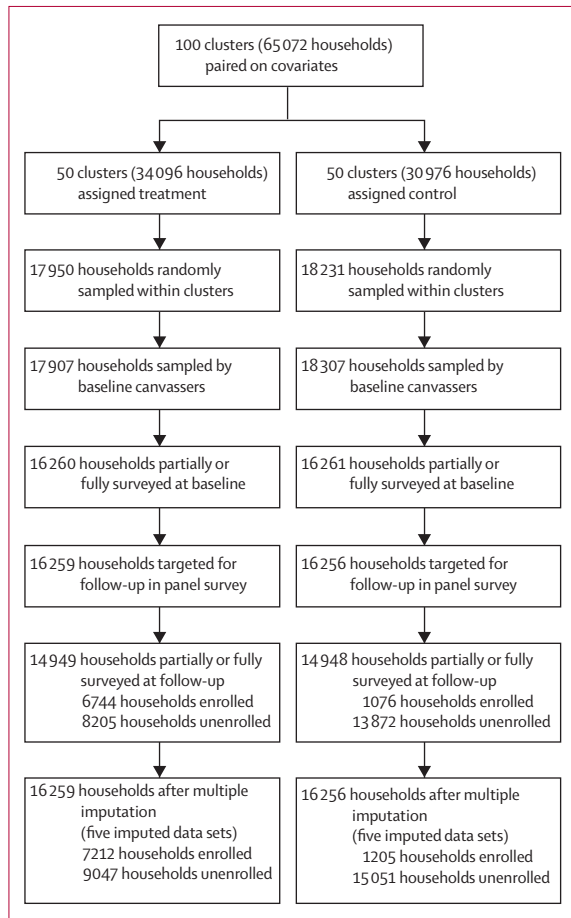 100 clusters (65 072 households)
paired on covariates
50 clusters (34 096 households)
assigned treatment
50 clusters (30 976 households)
assigned control
17 950 households randomly
sampled within clusters
18 231 households randomly
sampled within clusters
17 907 households sampled by
baseline canvassers
18 307 households sampled by
baseline canvassers
16 260 households partially or
fully surveyed at baseline
16 261 households partially or
fully surveyed at baseline
16 259 households targeted for
follow-up in panel survey
16 256 households targeted for
follow-up in panel survey
14 949 households partially or fully
surveyed at follow-up
6744 households enrolled
8205 households unenrolled
14 948 households partially or fully
surveyed at follow-up
1076 households enrolled
13 872 households unenrolled
16 259 households after multiple
imputation
(five imputed data sets)
7212 households enrolled
9047 households unenrolled
16 256 households after multiple
imputation
(five imputed data sets)
1205 households enrolled
15 051 households unenrolled